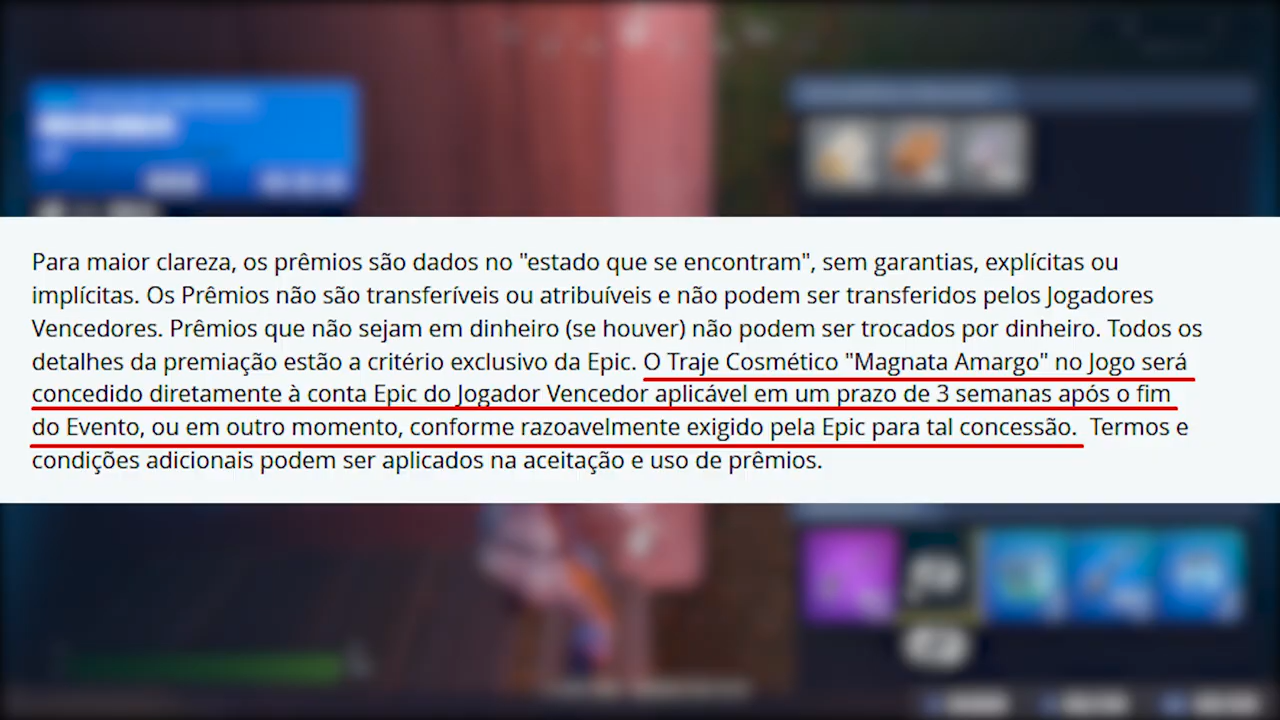 Para maior clareza, os prêmios são dados no "estado que se encontram", sem garantias, explícitas ou
implícitas. Os Prêmios não são transferíveis ou atribuíveis e não podem ser transferidos pelos Jogadores
Vencedores. Prêmios que não sejam em dinheiro (se houver) não podem ser trocados por dinheiro. Todos os
detalhes da premiação estão a critério exclusivo da Epic. O Traje Cosmético "Magnata Amargo" no Jogo será
concedido diretamente à conta Epic do Jogador Vencedor aplicável em um prazo de 3 semanas após o fim
do Evento, ou em outro momento, conforme razoavelmente exigido pela Epic para tal concessão. Termos e
condições adicionais podem ser aplicados na aceitação e uso de prêmios.